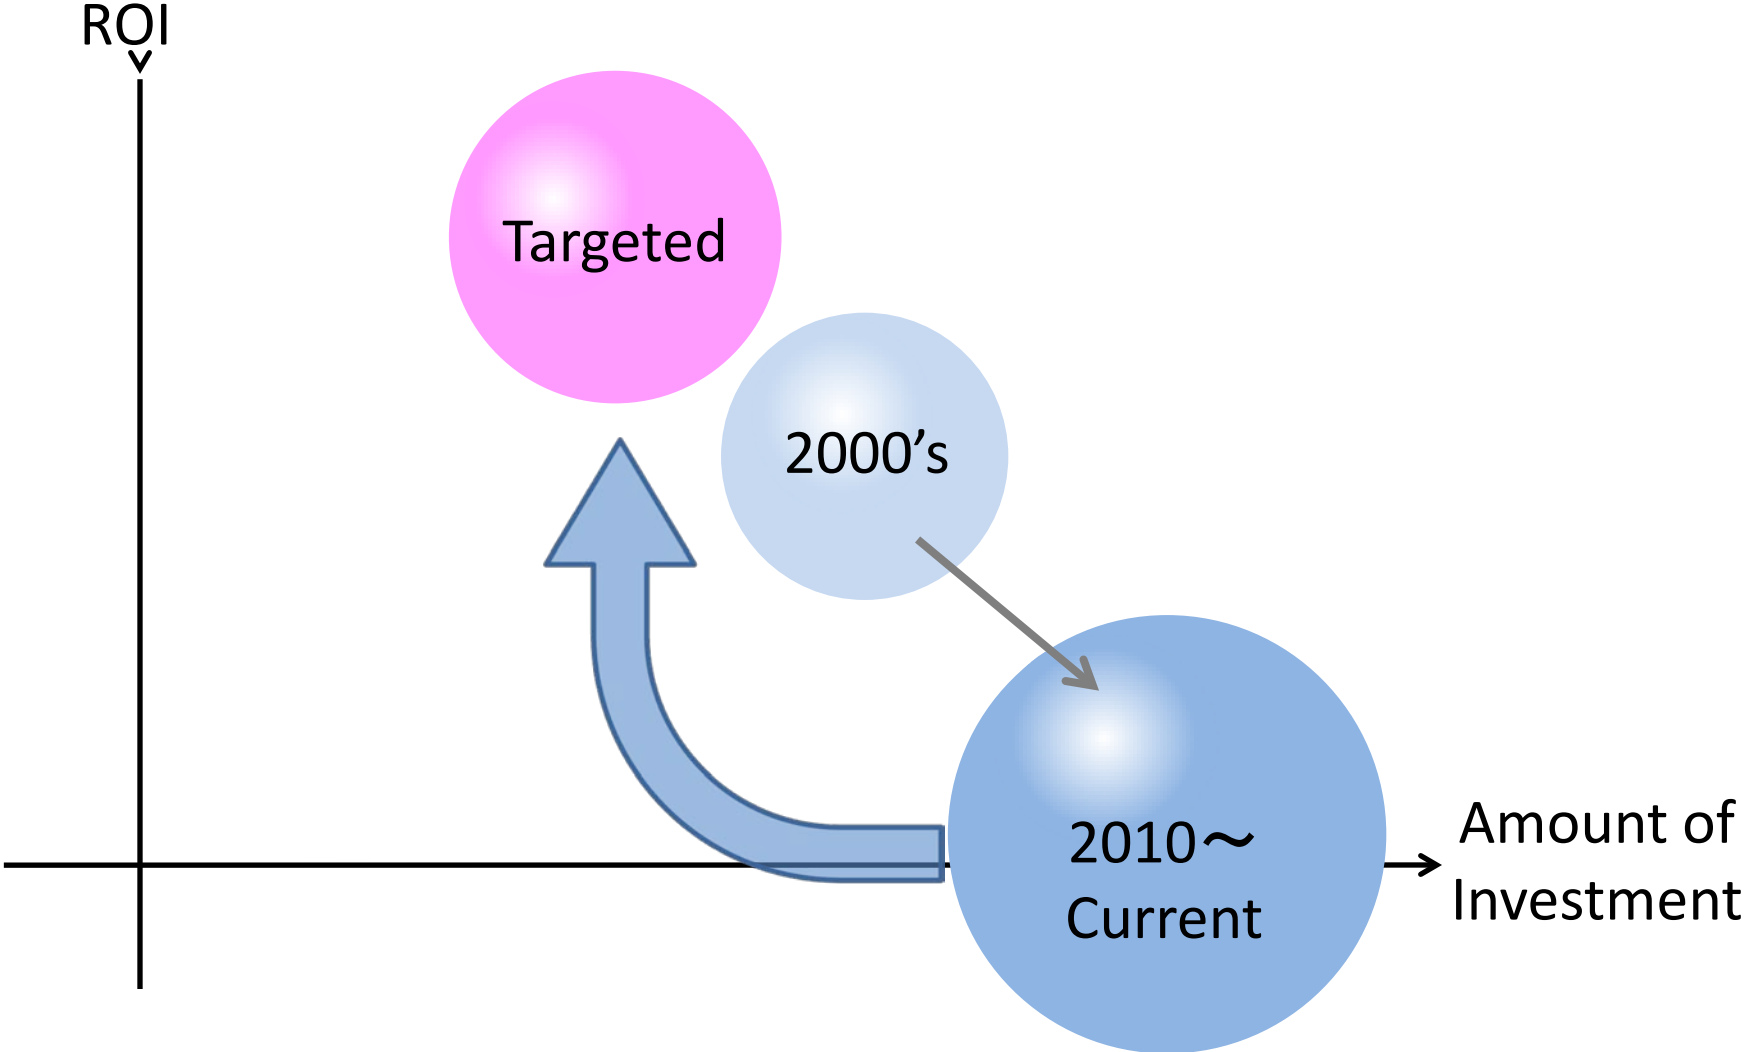 ROI
Targeted
2000’s
2010～
Current
Amount of
Investment